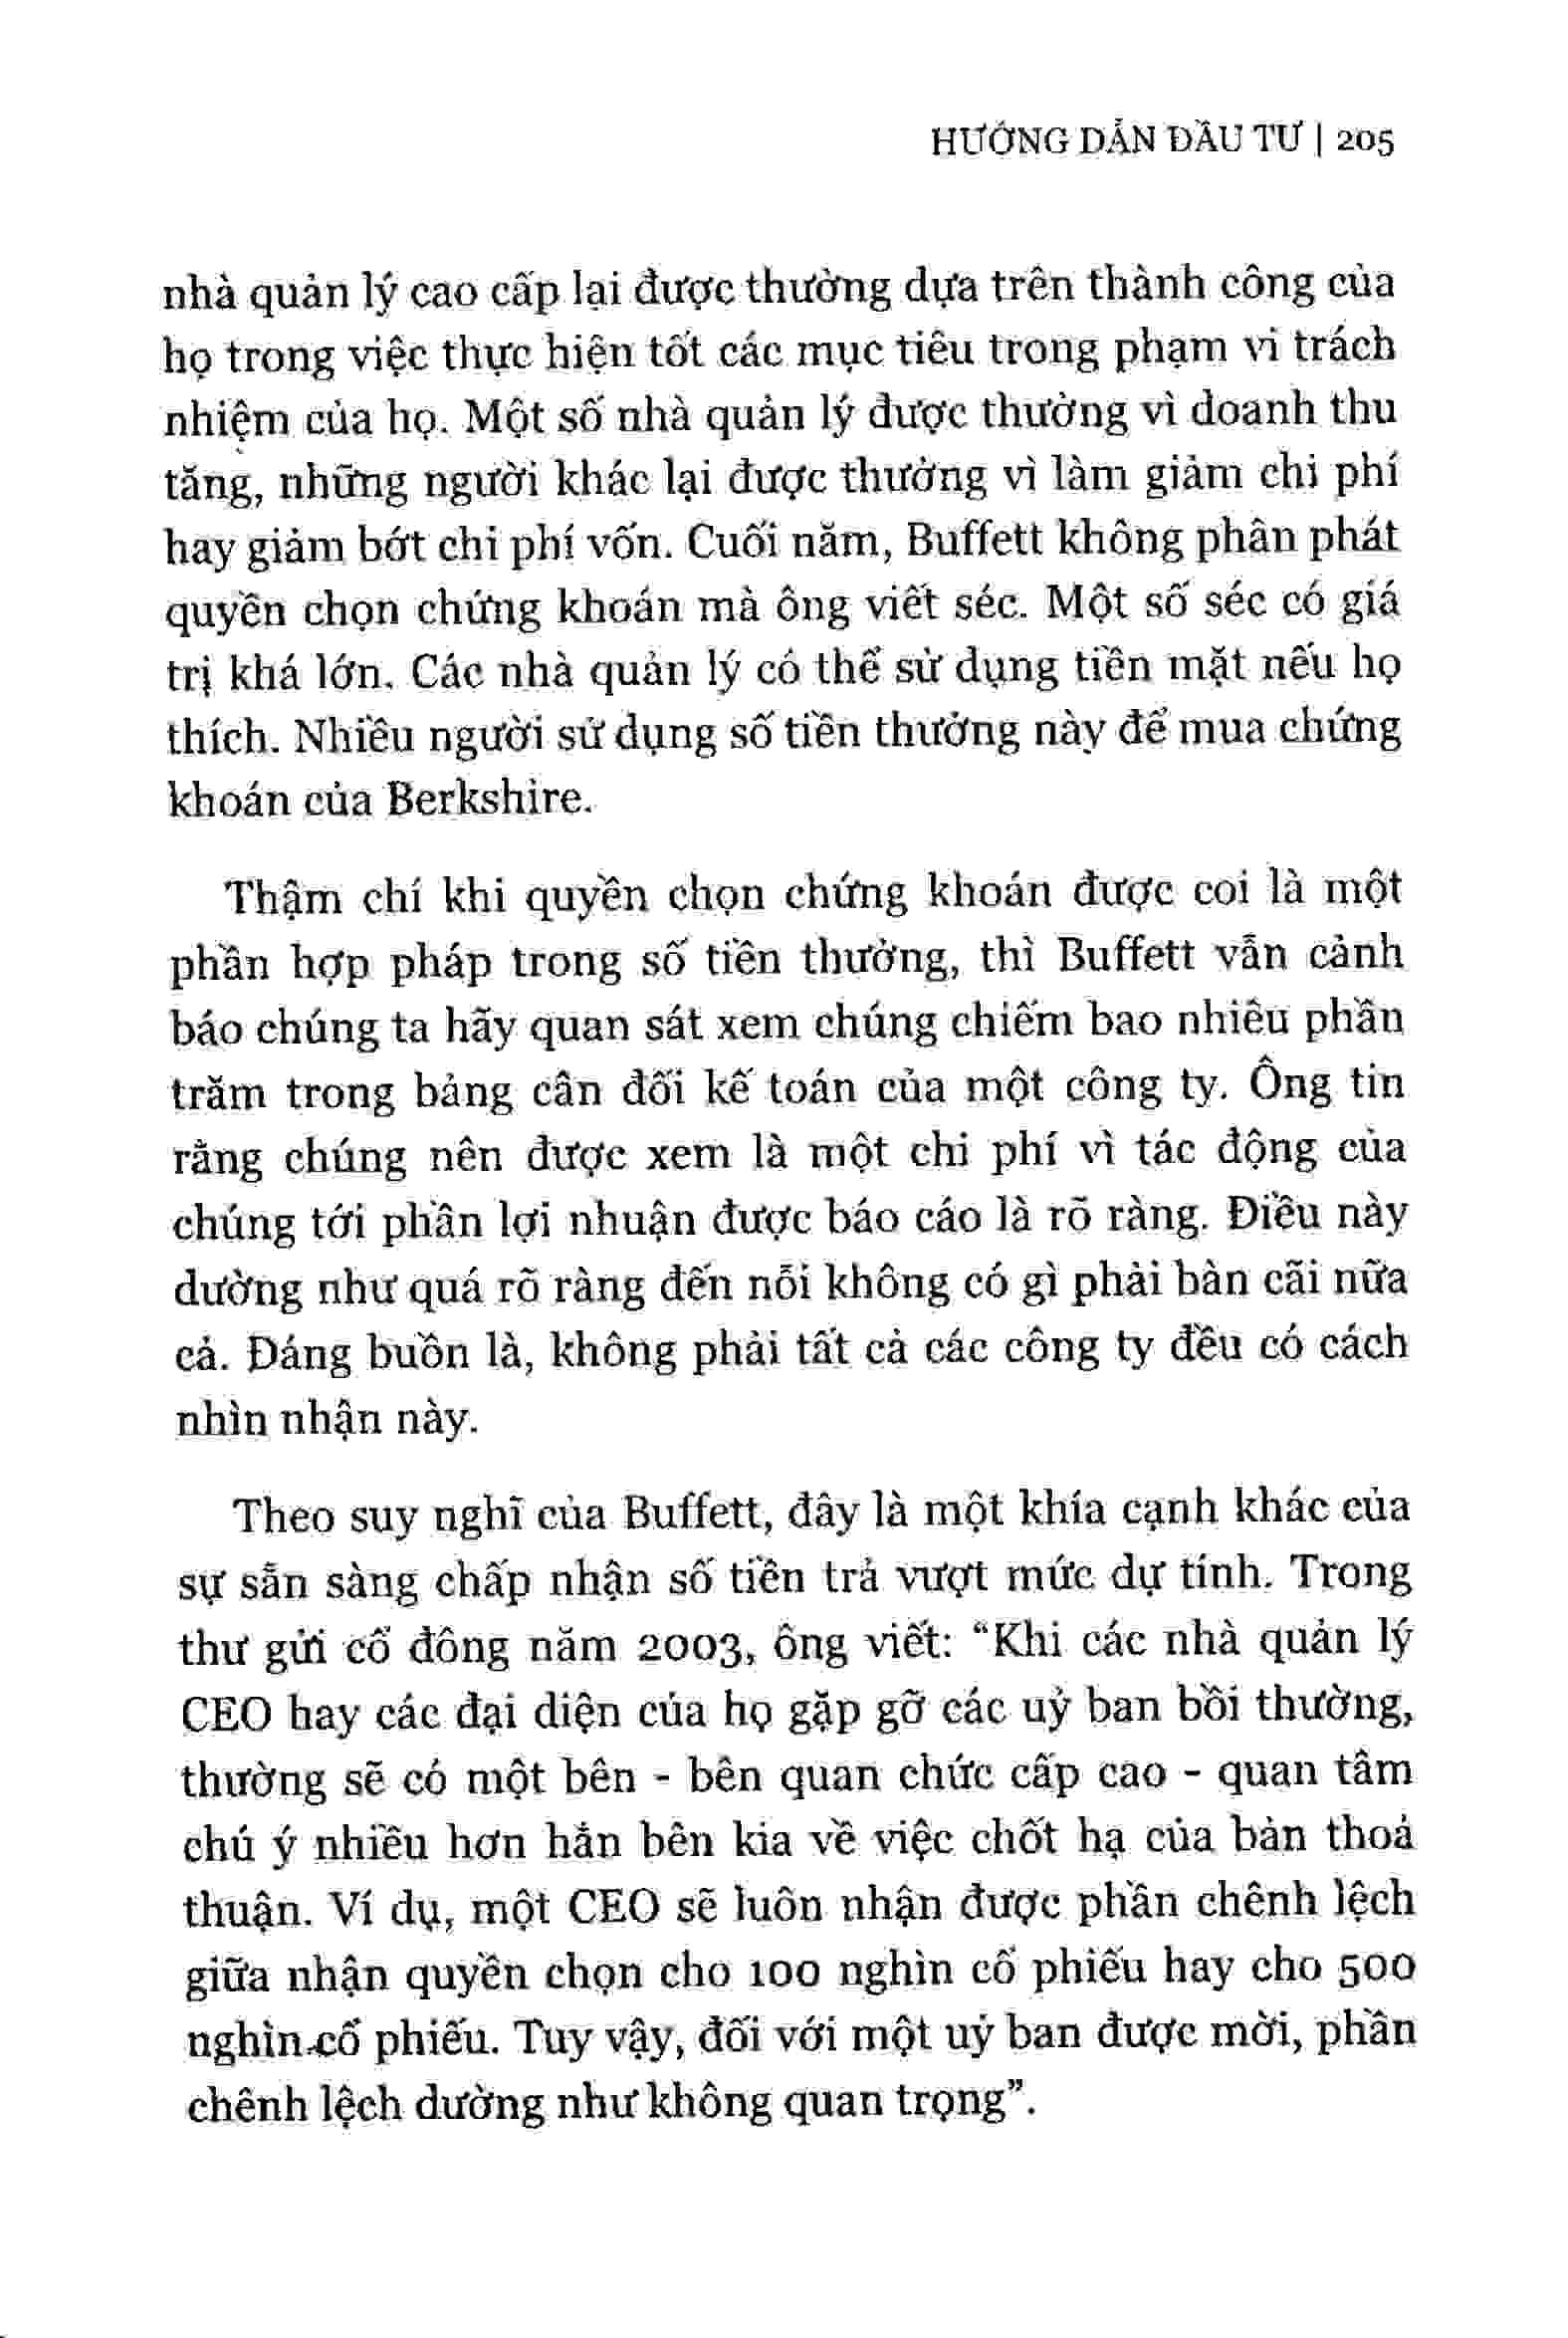 HƯỚNG DẪN ĐẦU TƯ | 205
nhà quản lý cao cấp lại được thưởng dựa trên thành công của
họ trong việc thực hiện tốt các mục tiêu trong phạm vi trách
nhiệm của họ. Một số nhà quản lý được thưởng vì doanh thu
tăng, những người khác lại được thưởng vì làm giảm chi phí
hay giảm bớt chi phí vốn. Cuối năm, Buffett không phân phát
quyền chọn chứng khoán mà ông viết séc. Một số séc có giá
trị khá lớn. Các nhà quản lý có thể sử dụng tiền mặt nếu họ
thích. Nhiều người sử dụng số tiền thưởng này để mua chứng
khoán của Berkshire.
Thậm chí khi quyền chọn chứng khoán được coi là một
phần hợp pháp trong số tiền thưởng, thì Buffett vẫn cảnh
báo chúng ta hãy quan sát xem chúng chiếm bao nhiêu phần
trăm trong bảng cân đối kế toán của một công ty. Ông tin
rằng chúng nên được xem là một chi phí vì tác động của
chúng tới phần lợi nhuận được báo cáo là rõ ràng. Điều này
dường như quá rõ ràng đến nỗi không có gì phải bàn cãi nữa
cả. Đáng buồn là, không phải tất cả các công ty đều có cách
nhìn nhận này.
Theo suy nghĩ của Buffett, đây là một khía cạnh khác của
sự sẵn sàng chấp nhận số tiền trả vượt mức dự tính. Trong
thư gửi cổ đông năm 2003, ông viết: “Khi các nhà quản lý
CEO hay các đại diện của họ gặp gỡ các uỷ ban bồi thường,
thường sẽ có một bên - bên quan chức cấp cao - quan tâm
chú ý nhiều hơn hẳn bên kia về việc chốt hạ của bản thoả
thuận. Ví dụ, một CEO sẽ luôn nhận được phần chênh lệch
giữa nhận quyền chọn cho 100 nghìn cổ phiếu hay cho 500
nghìn cổ phiếu. Tuy vậy, đối với một uỷ ban được mời, phần
chênh lệch dường như không quan trọng”.